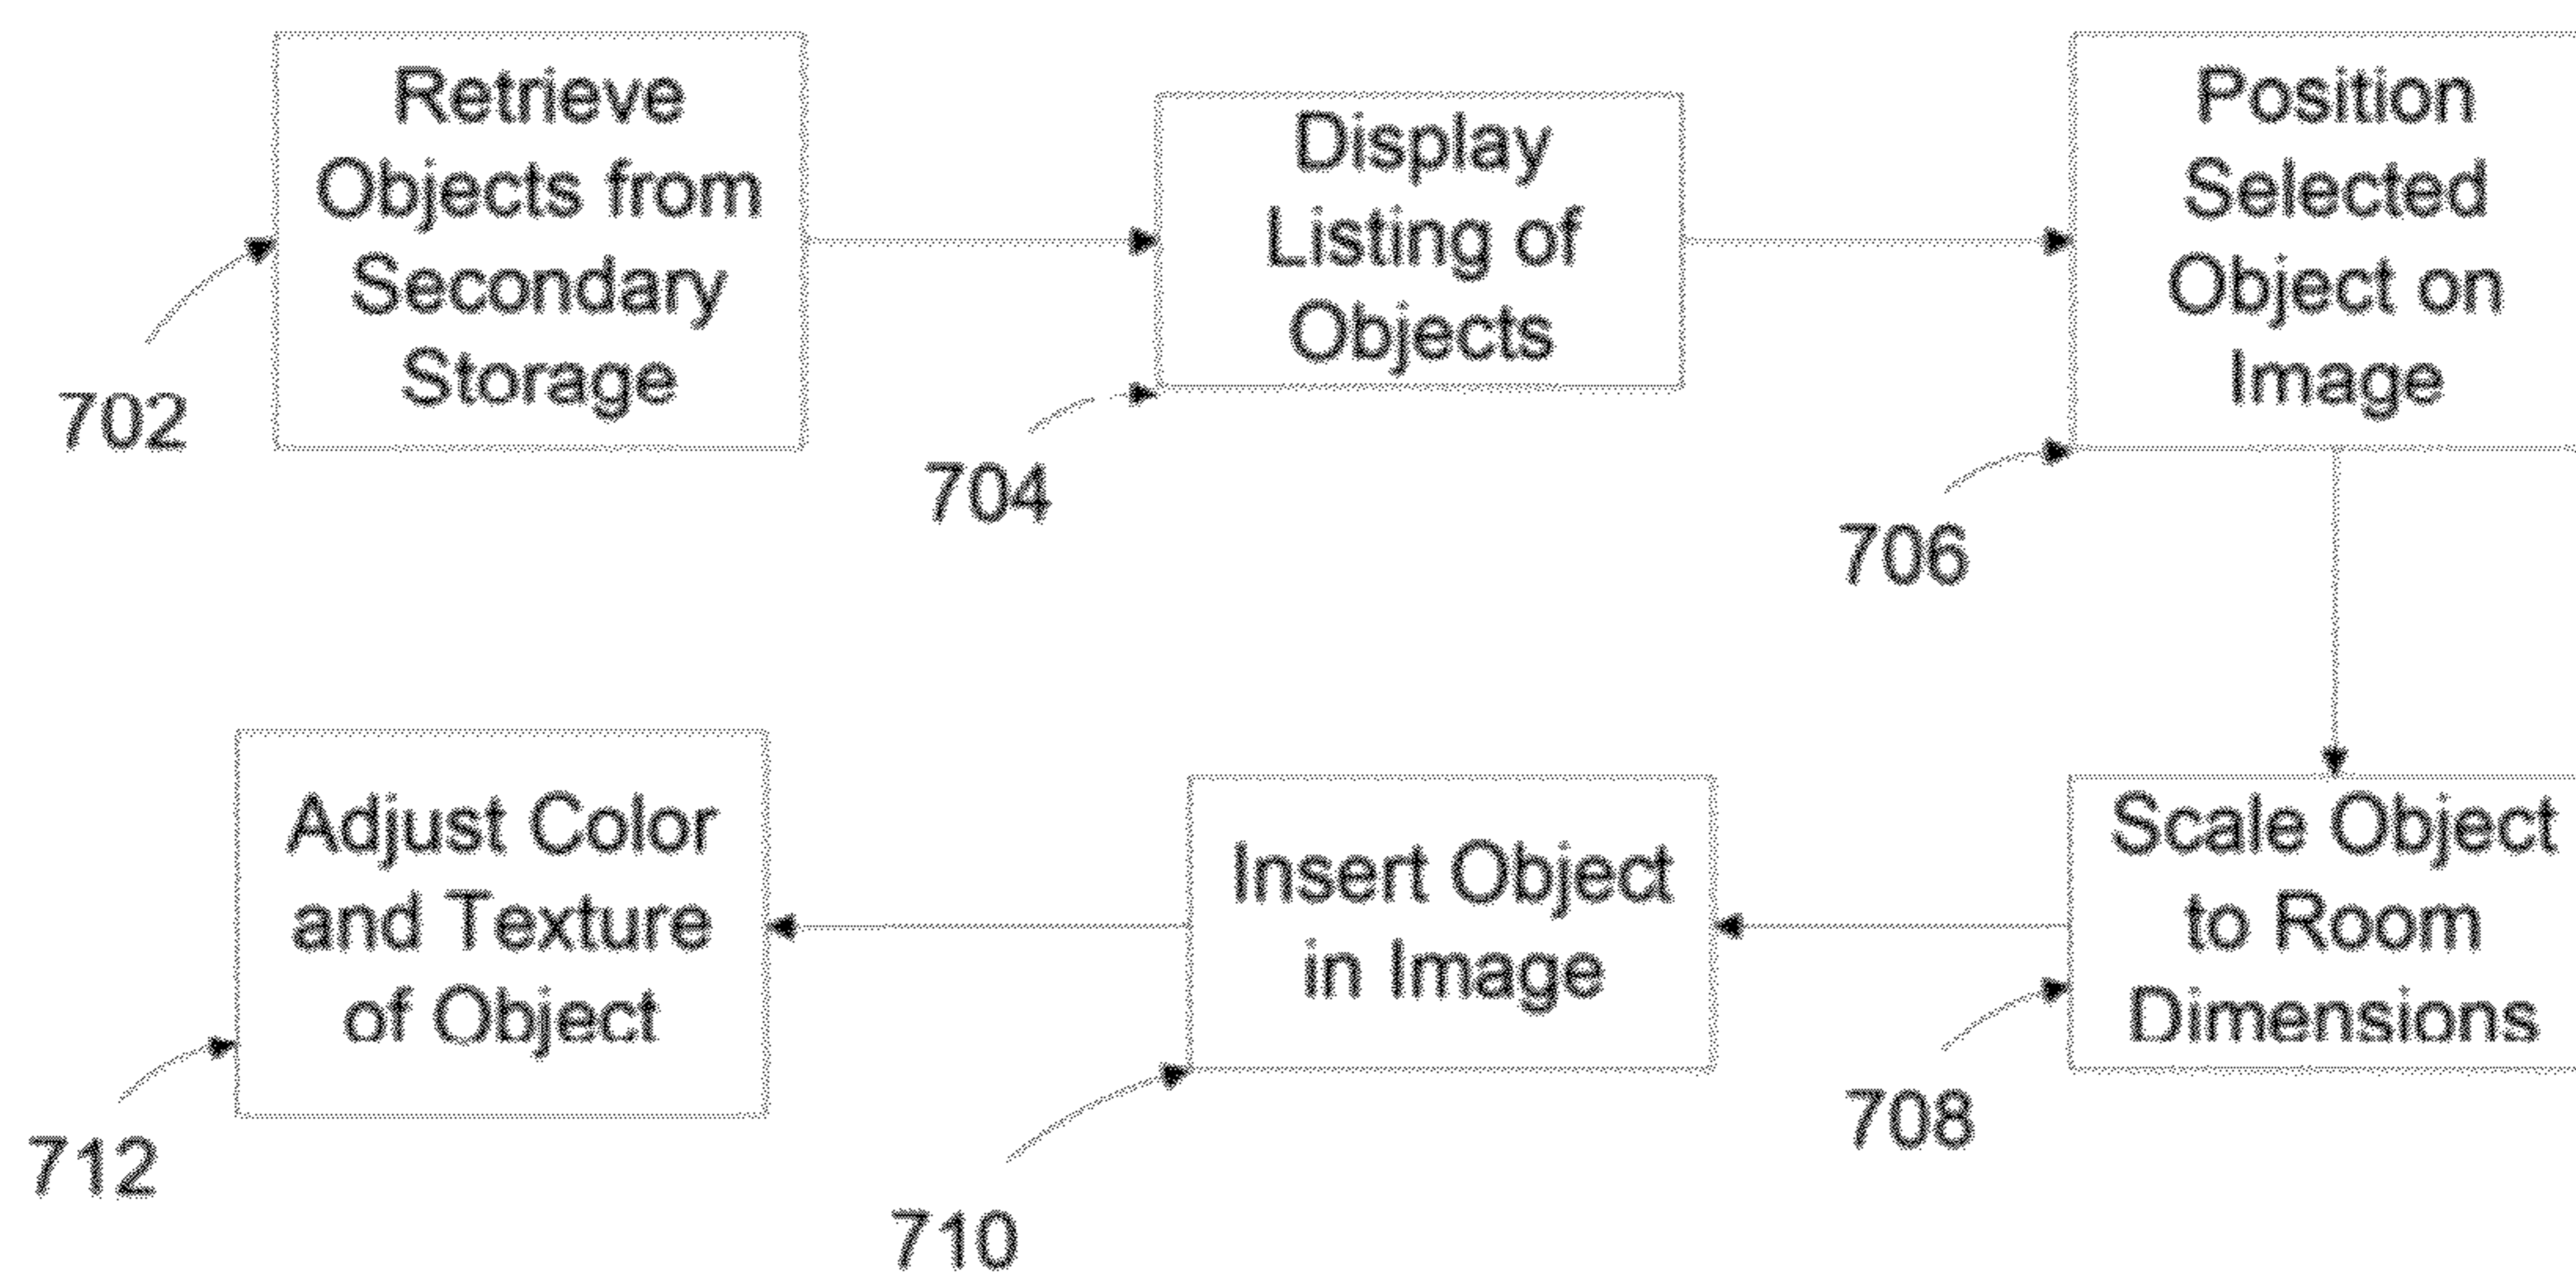 Retrieve
Objects from
Secondary
Storage
702
Display
Listing of
Objects
704
Position
Selected
Object on
Image
706
Scale Object
to Room
Dimensions
708
Insert Object
in Image
710
Adjust Color
and Texture
of Object
712